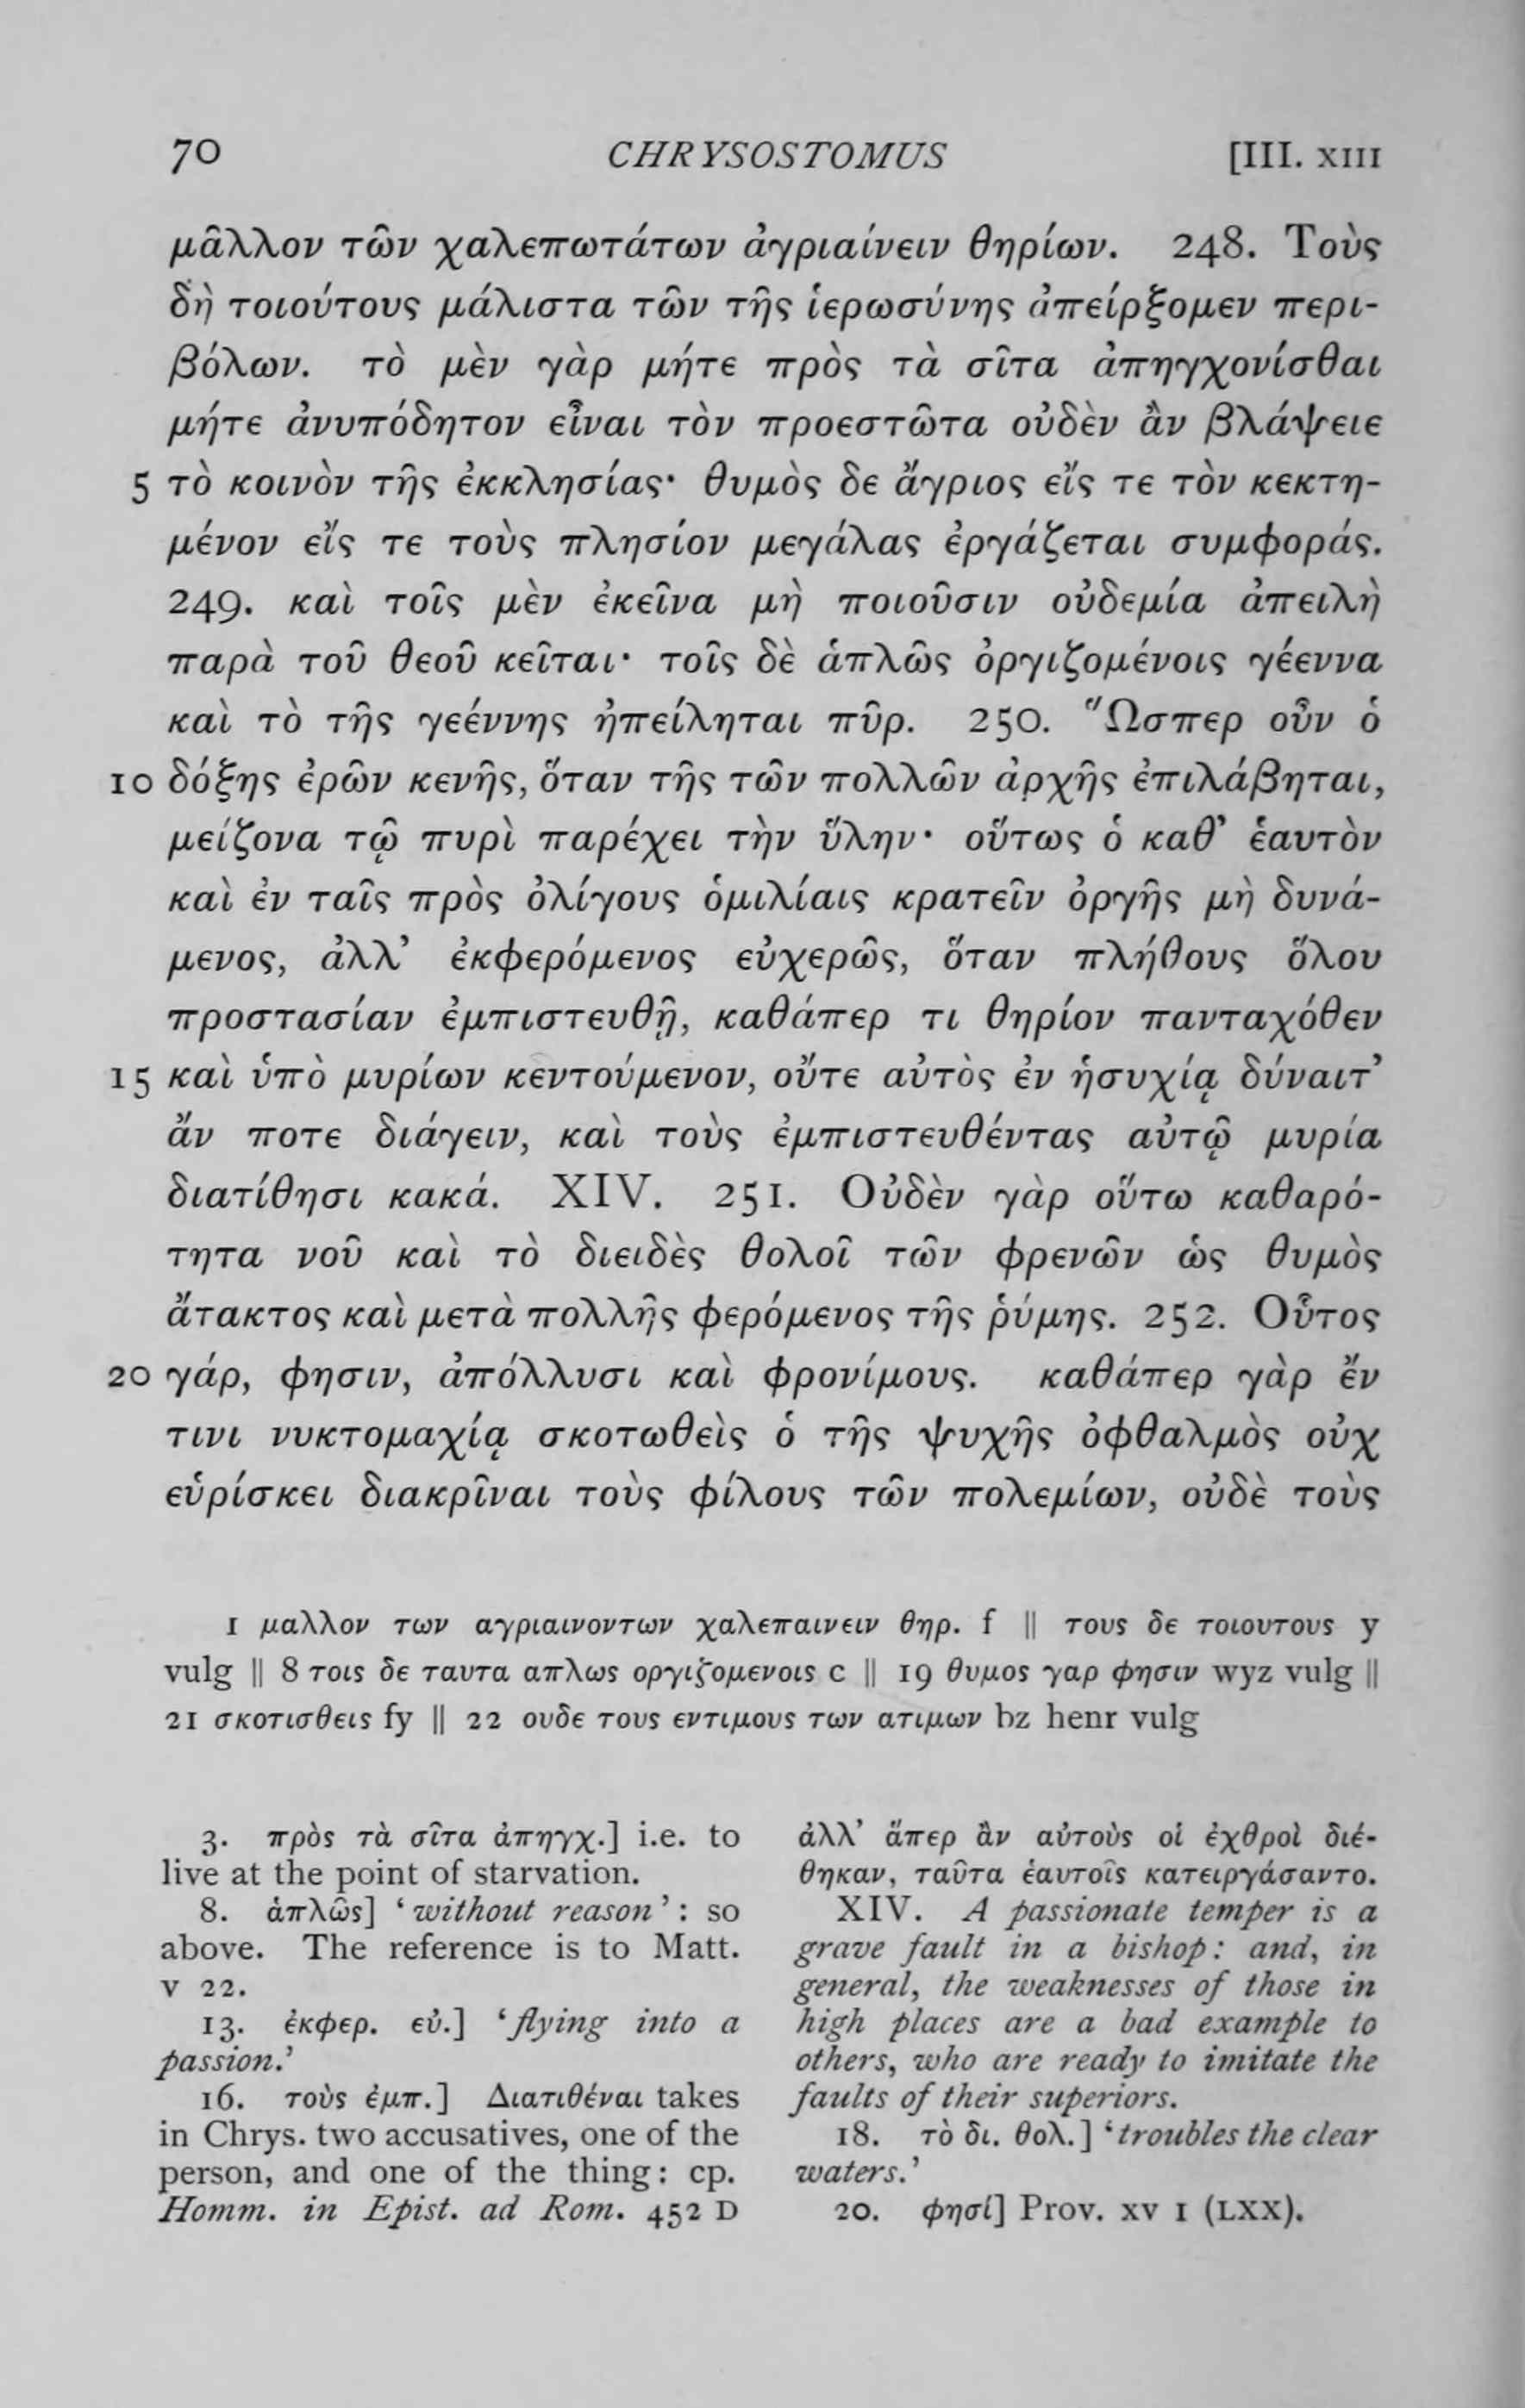 70 CHRYSOSTOMUS [III. XIII
μᾶλλον τῶν χαλεπωτάτων ἀγριαίνειν θηρίων. 248. Τοὺς
δὴ τοιούτους μάλιστα τῶν τῆς ἱερωσύνης ἀπείρξομεν περι-
βόλων. τὸ μὲν γὰρ μήτε πρὸς τὰ σῖτα ἀπηγχονίσθαι
μήτε ἀνυπόδητον εἶναι τὸν προεστῶτα οὐδὲν ἂν βλάψειε
5 τὸ κοινὸν τῆς ἐκκλησίας· θυμὸς δε ἄγριος εἴς τε τὸν κεκτη-
μένον εἴς τε τοὺς πλησίον μεγάλας ἐργάζεται συμφοράς.
249. καὶ τοῖς μὲν ἐκεῖνα μὴ ποιοῦσιν οὐδεμία ἀπειλὴ
παρὰ τοῦ θεοῦ κεῖται· τοῖς δὲ ἁπλῶς ὀργιζομένοις γέεννα
καὶ τὸ τῆς γεέννης ἠπείληται πῦρ. 250. Ὥσπερ οὖν ὁ
10 δόξης ἐρῶν κενῆς, ὅταν τῆς τῶν πολλῶν ἀρχῆς ἐπιλάβηται,
μείζονα τῷ πυρὶ παρέχει τὴν ὕλην· οὕτως ὁ καθ’ ἑαυτὸν
καὶ ἐν ταῖς πρὸς ὀλίγους ὁμιλίαις κρατεῖν ὀργῆς μὴ δυνά-
μενος, ἀλλ’ ἐκφερόμενος εὐχερῶς, ὅταν πλήθους ὅλου
προστασίαν ἐμπιστευθῇ, καθάπερ τι θηρίον πανταχόθεν
15 καὶ ὑπὸ μυρίων κεντούμενον, οὔτε αὐτὸς ἐν ἡσυχίᾳ δύναιτ’
ἄν ποτε διάγειν, καὶ τοὺς ἐμπιστευθέντας αὐτῷ μυρία
διατίθησι κακά. XIV. 251. Οὐδὲν γὰρ οὕτω καθαρό-
τητα νοῦ καὶ τὸ διειδὲς θολοῖ τῶν φρενῶν ὡς θυμὸς
ἄτακτος καὶ μετὰ πολλῆς φερόμενος τῆς ῥύμης. 252. Οὗτος
20 γάρ, φησιν, ἀπόλλυσι καὶ φρονίμους. καθάπερ γὰρ ἔν
τινι νυκτομαχίᾳ σκοτωθεὶς ὁ τῆς ψυχῆς ὀφθαλμὸς οὐχ
εὑρίσκει διακρῖναι τοὺς φίλους τῶν πολεμίων, οὐδὲ τοὺς
1 μαλλον των αγριαινοντων χαλεπαινειν θηρ. f || τους δε τοιουτους y
vulg || 8 τοις δε ταυτα απλως οργιζομενοις c || 19 θυμος γαρ φησιν wyz vulg ||
21 σκοτισθεις fy || 22 ουδε τους εντιμους των ατιμων bz henr vulg
3. πρὸς τὰ σῖτα ἀπηγχ.] i.e. to
live at the point of starvation.
8. ἁπλῶς] ‘without reason’: so
above. The reference is to Matt.
v 22.
13. ἐκφερ. εὐ.] ‘flying into a
passion.’
16. τοὺς ἐμπ.] Διατιθέναι takes
in Chrys. two accusatives, one of the
person, and one of the thing: cp.
Homm. in Epist. ad Rom. 452 D
ἀλλ’ ἅπερ ἂν αὐτοὺς οἱ ἐχθροὶ διέ-
θηκαν, ταῦτα ἑαυτοῖς κατειργάσαντο.
XIV. A passionate temper is a
grave fault in a bishop: and, in
general, the weaknesses of those in
high places are a bad example to
others, who are ready to imitate the
faults of their superiors.
18. τὸ δι. θολ.] ‘troubles the clear
waters.’
20. φησί] Prov. xv 1 (LXX).